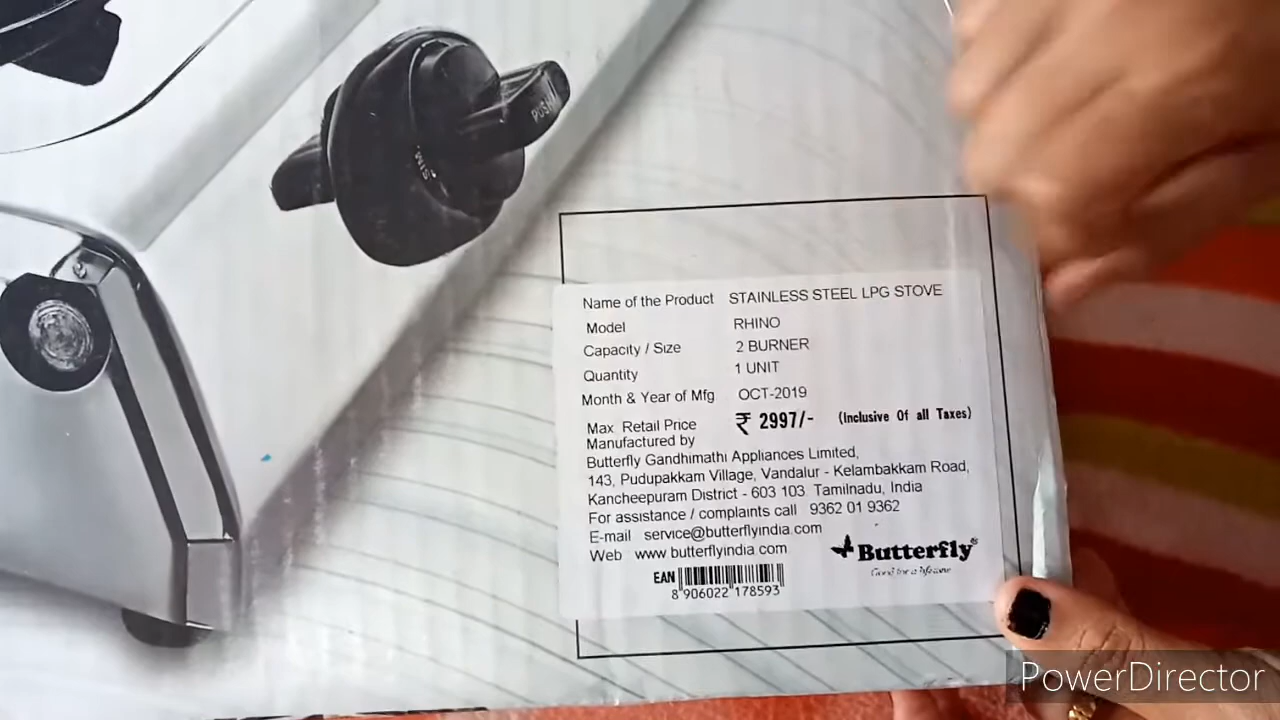 PUSH
SIM
Name of the Product STAINLESS STEEL LPG STOVE
Model RHINO
Capacity / Size 2 BURNER
Quantity 1 UNIT
Month & Year of Mfg OCT-2019
Max. Retail Price ₹ 2997/- (Inclusive Of all Taxes)
Manufactured by
Butterfly Gandhimathi Appliances Limited,
143, Pudupakkam Village, Vandalur - Kelambakkam Road,
Kancheepuram District - 603 103. Tamilnadu, India
For assistance / complaints call 9362 01 9362
E-mail service@butterflyindia.com
Web www.butterflyindia.com
Butterfly®
Good for a lifetime
EAN
8 906022 178593
PowerDirector